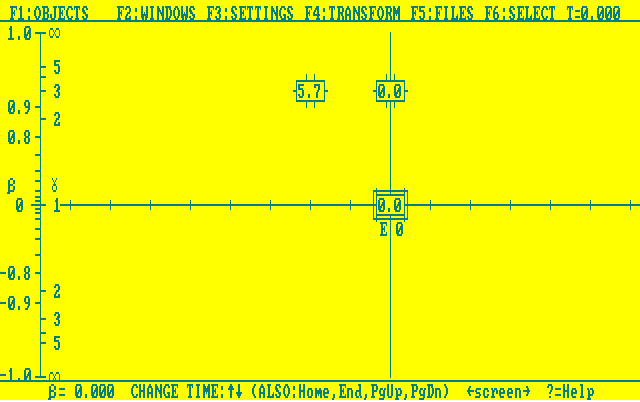 F1:OBJECTS F2:WINDOWS F3:SETTINGS F4:TRANSFORM F5:FILES F6:SELECT T=0.000
1.0 ∞
5
3 5.7 0.0
0.9
2
0.8
β γ
0 1 0.0
E 0
-0.8
2
-0.9
3
5
-1.0 ∞
β= 0.000 CHANGE TIME:↑↓ (ALSO:Home,End,PgUp,PgDn) ←screen→ ?=Help